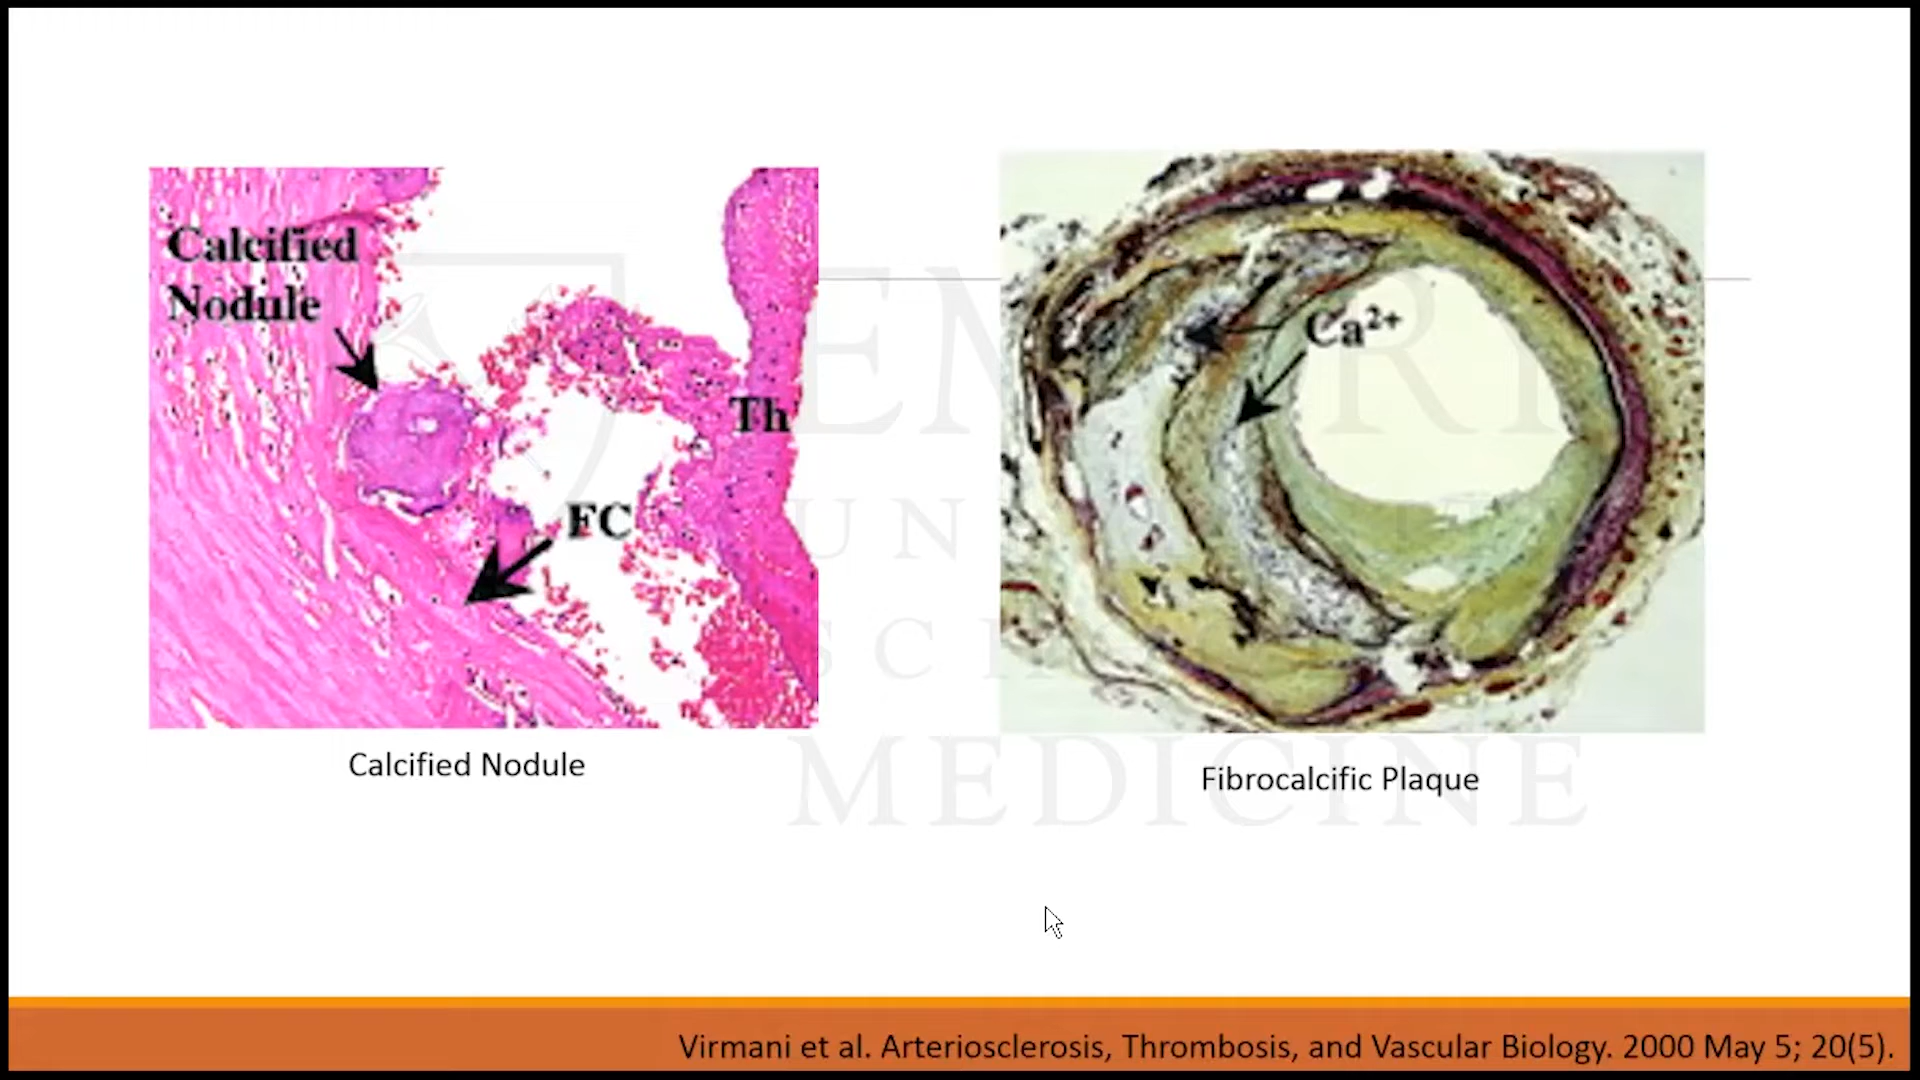 Calcified
Nodule
Th
FC
Ca²⁺
Calcified Nodule
Fibrocalcific Plaque
MEDICINE
Virmani et al. Arteriosclerosis, Thrombosis, and Vascular Biology. 2000 May 5; 20(5).